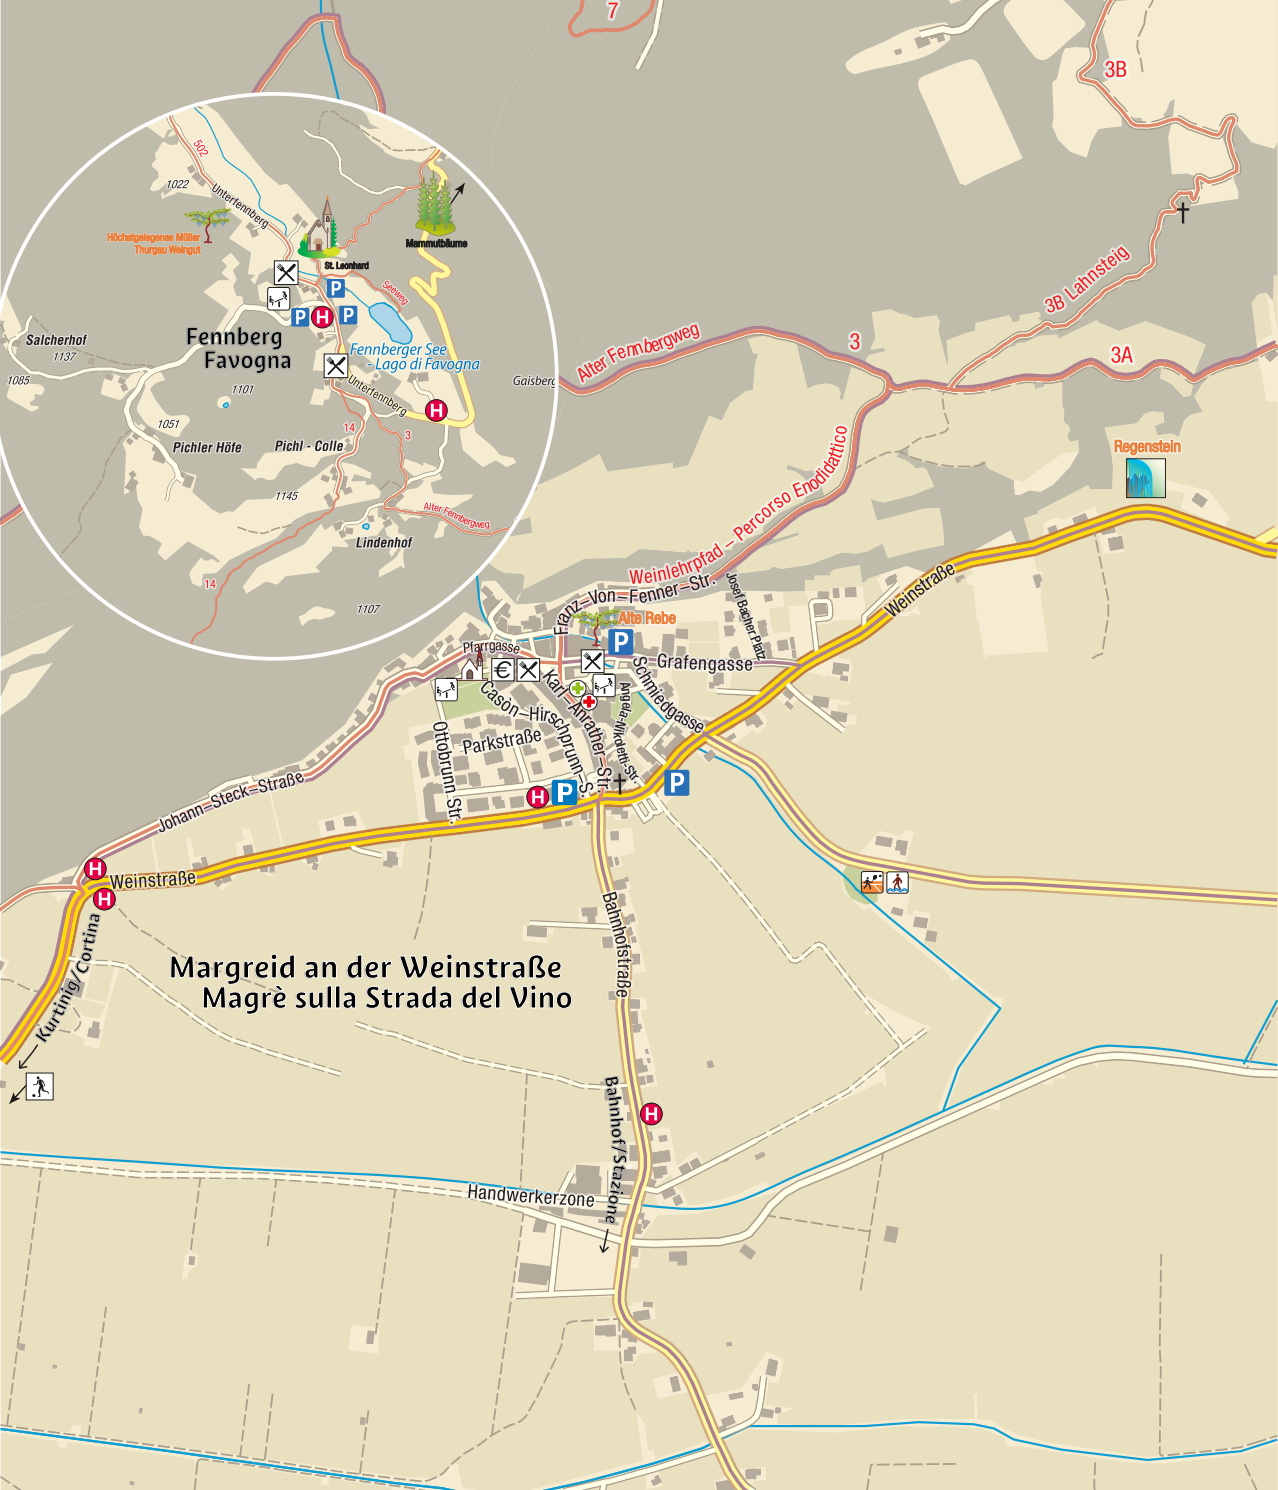 7
3B
502
1022
Unterfennberg
Höchstgelegenes Müller
Thurgau Weingut
Mammutbäume
St. Leonhard
3B Lahnsteig
P
Seeweg
P
H
P
Fennberg
Favogna
Salcherhof
1137
1085
Fennberger See
- Lago di Favogna
Alter Fennbergweg
3
3A
Gaisberg
Unterfennberg
1101
H
1051
14
3
Pichler Höfe
Pichl - Colle
Regenstein
1145
Alter Fennbergweg
Lindenhof
14
1107
Weinlehrpfad – Percorso Enodidattico
Franz–Von–Fenner–Str.
Josef Bacher Platz
Weinstraße
Alte Rebe
P
Pfarrgasse
€
Grafengasse
Schmiedgasse
Karl–Anrather–Str.
Casòn–Hirschprunn–S.
Angela-Nikoletti-Str.
Parkstraße
Ottobrunn Str.
Johann–Steck–Straße
H
P
P
H
Weinstraße
H
Kurtinig/Cortina
Bahnhofstraße
Margreid an der Weinstraße
Magrè sulla Strada del Vino
H
Bahnhof/Stazione
Handwerkerzone